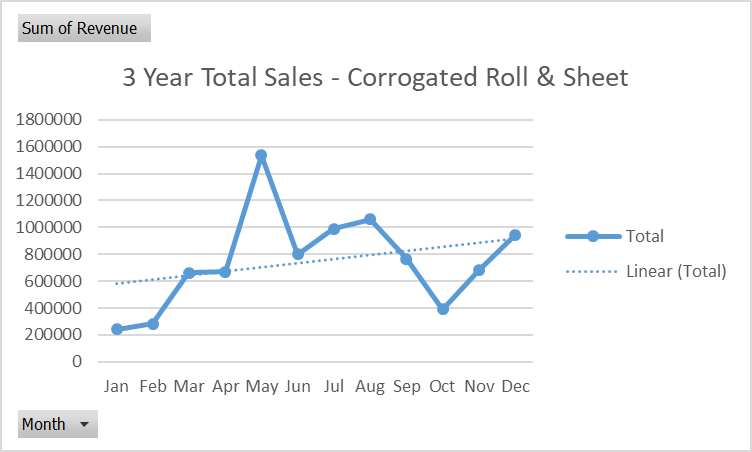 Sum of Revenue
3 Year Total Sales - Corrogated Roll & Sheet
1800000
1600000
1400000
1200000
1000000
800000
600000
400000
200000
0
Jan Feb Mar Apr May Jun Jul Aug Sep Oct Nov Dec
Total
Linear (Total)
Month